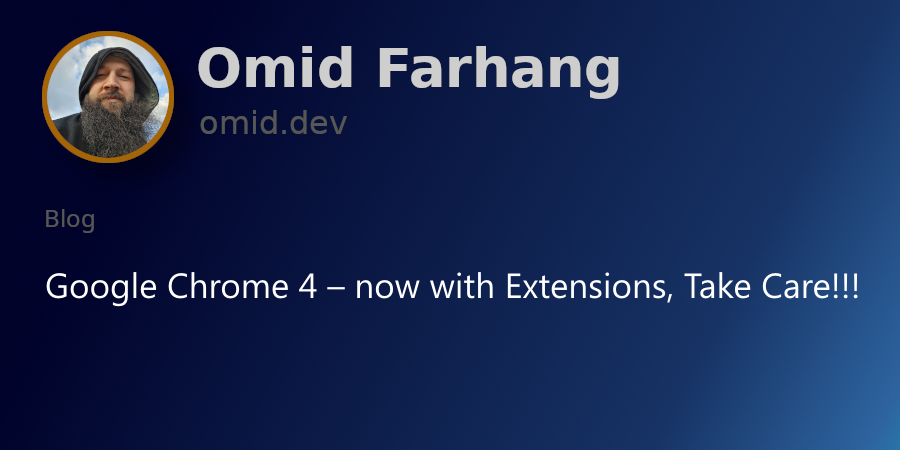 Omid Farhang
omid.dev
Blog
Google Chrome 4 – now with Extensions, Take Care!!!